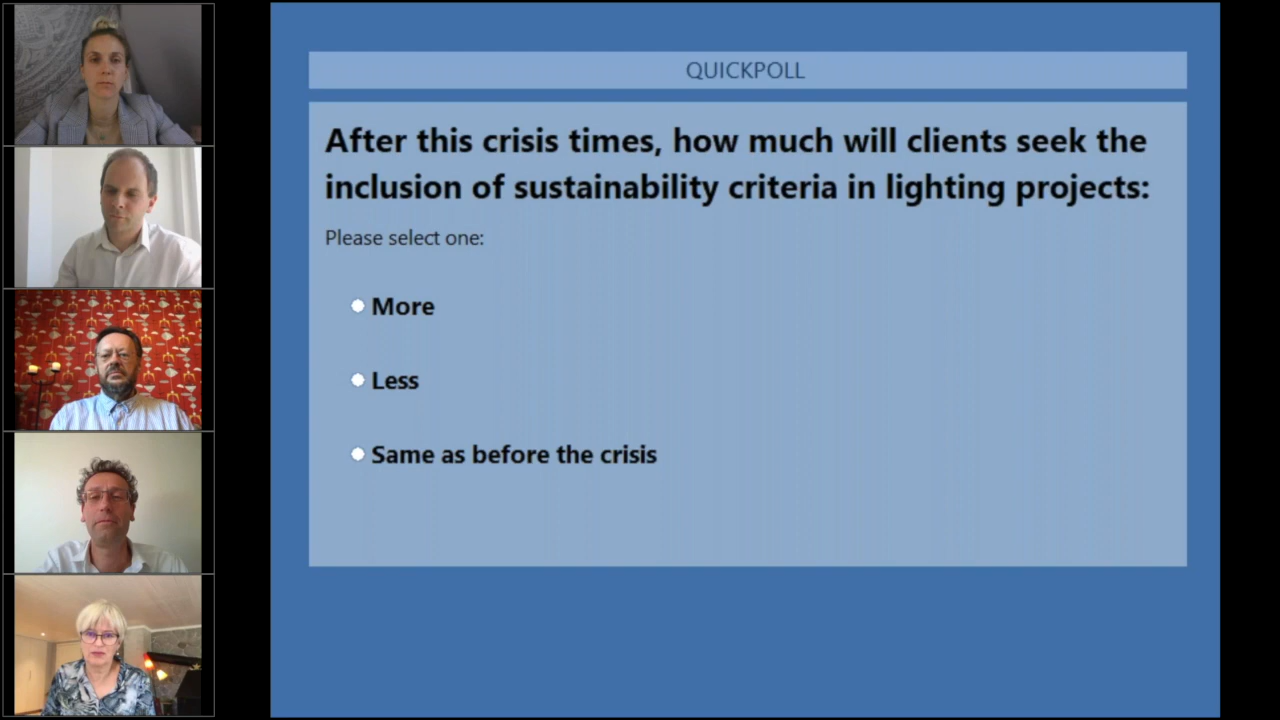 QUICKPOLL
After this crisis times, how much will clients seek the
inclusion of sustainability criteria in lighting projects:
Please select one:
More
Less
Same as before the crisis